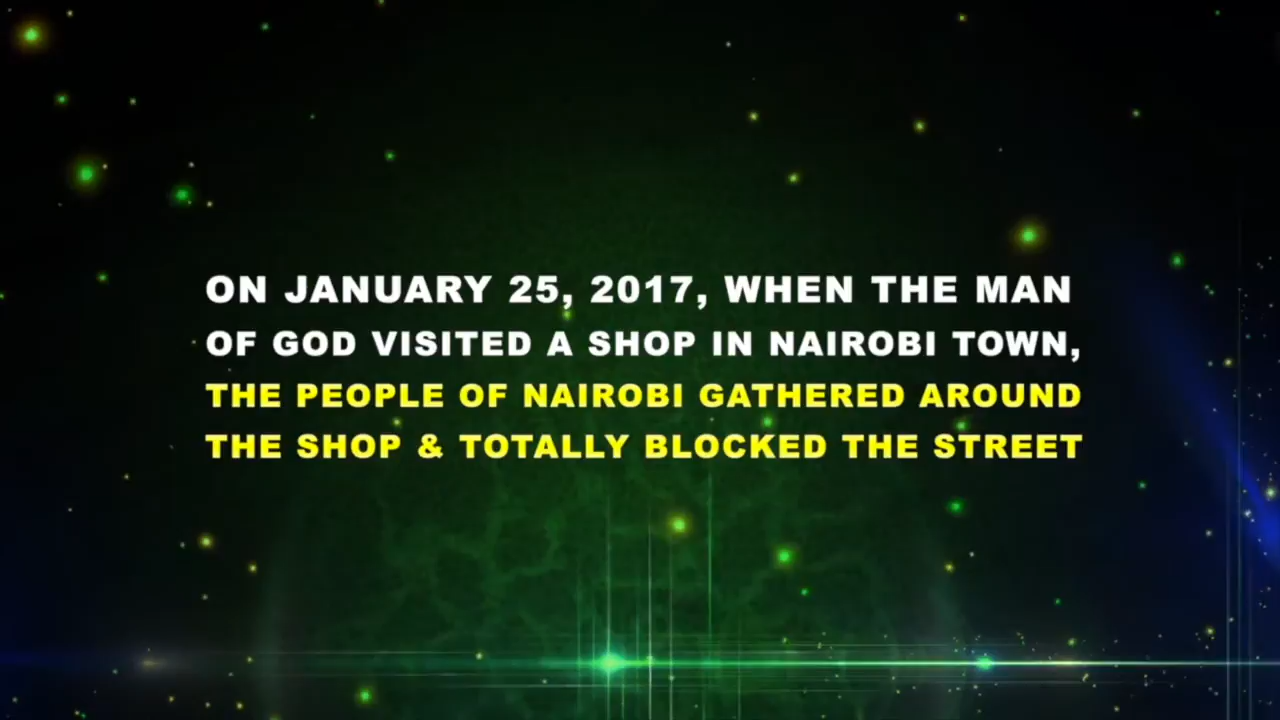 ON JANUARY 25, 2017, WHEN THE MAN
OF GOD VISITED A SHOP IN NAIROBI TOWN,
THE PEOPLE OF NAIROBI GATHERED AROUND
THE SHOP & TOTALLY BLOCKED THE STREET